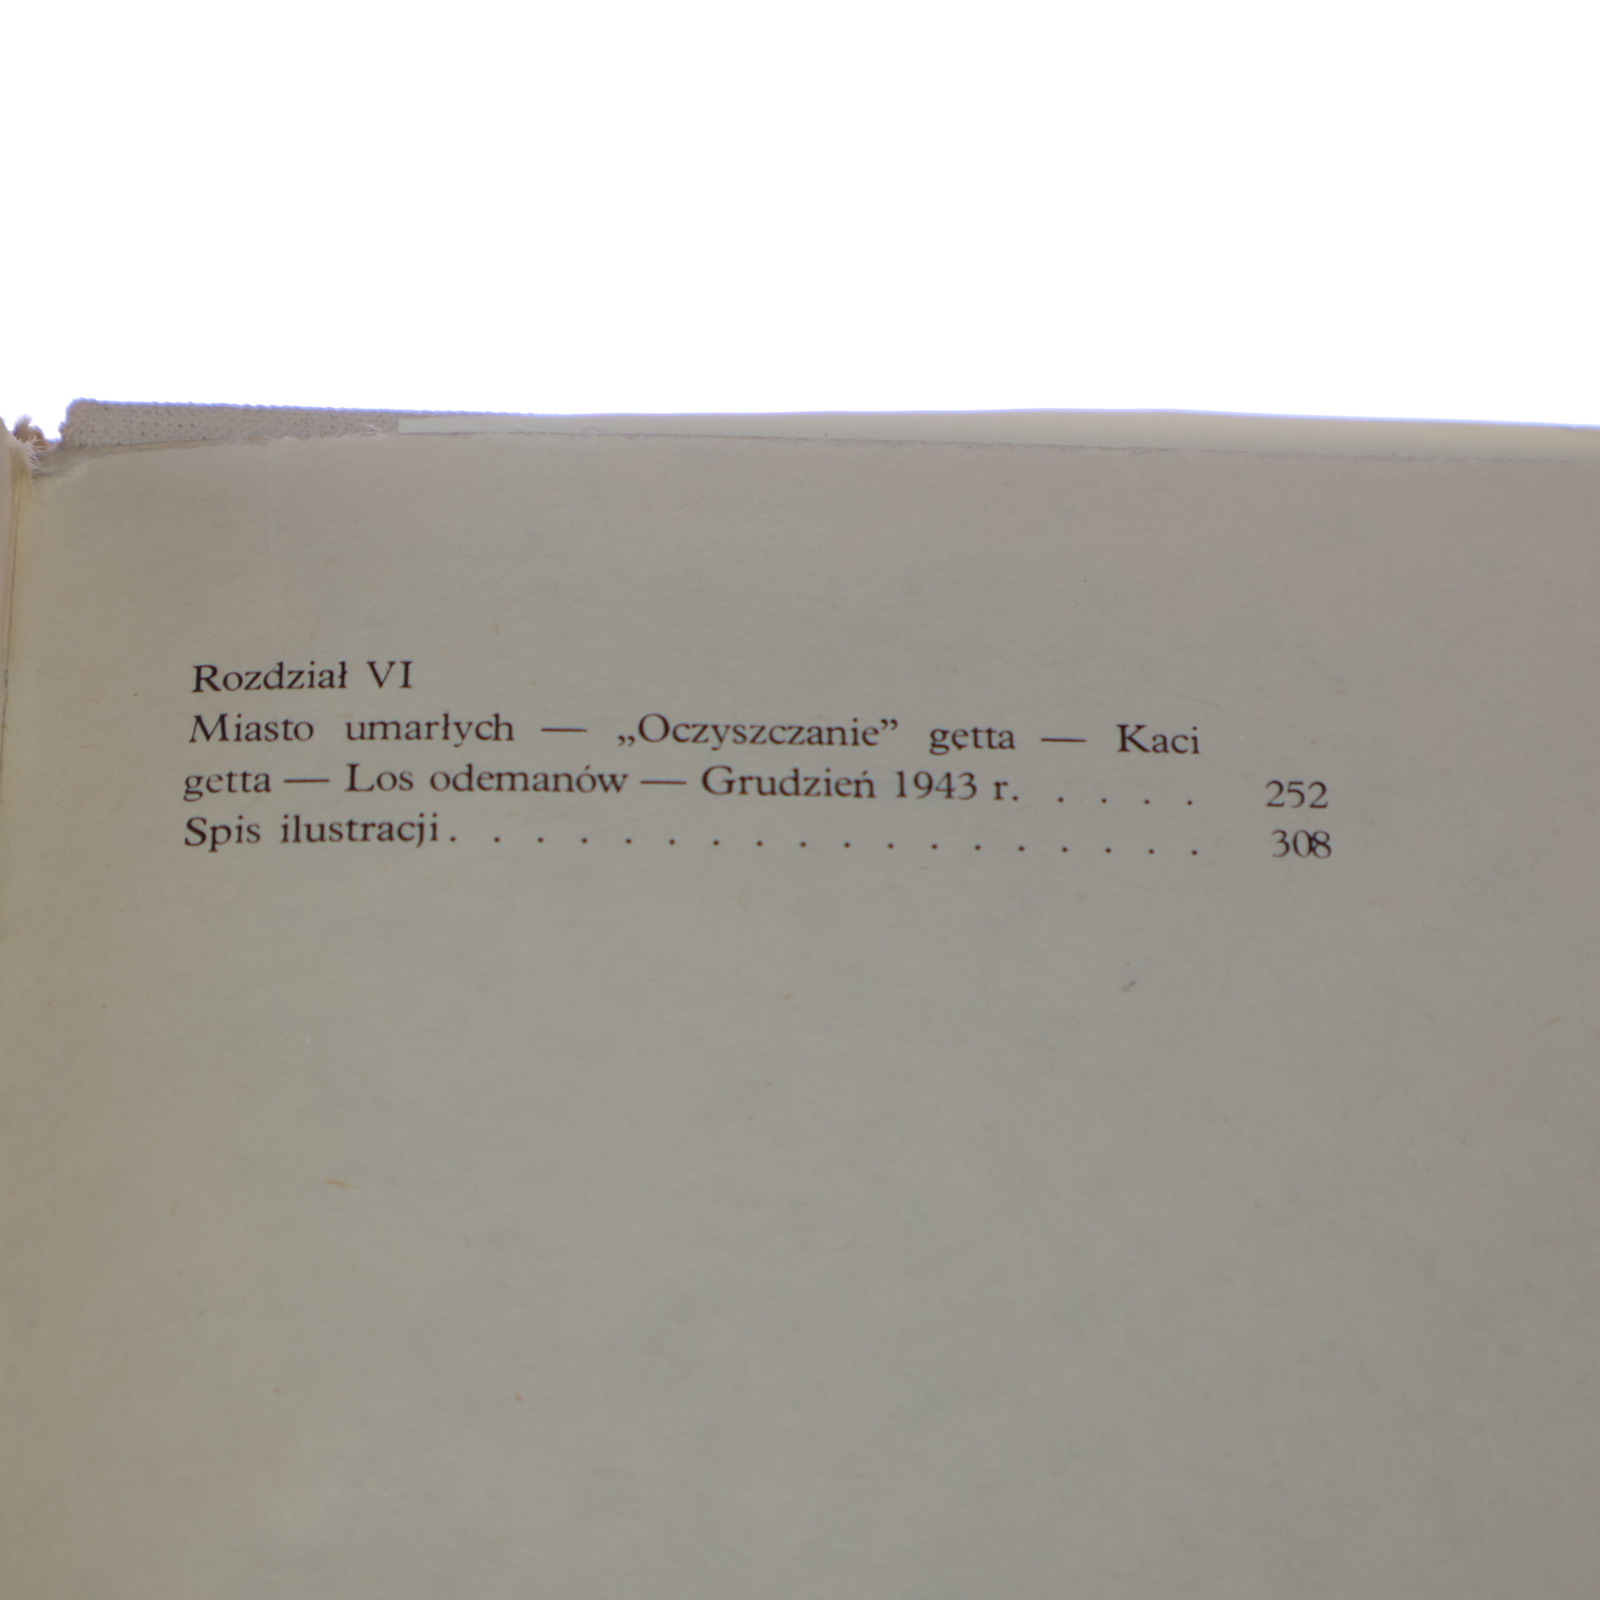 Rozdział VI
Miasto umarłych — „Oczyszczanie” getta — Kaci
getta — Los odemanów — Grudzień 1943 r. . . . . 252
Spis ilustracji . . . . . . . . . . . . . . . . . . 308